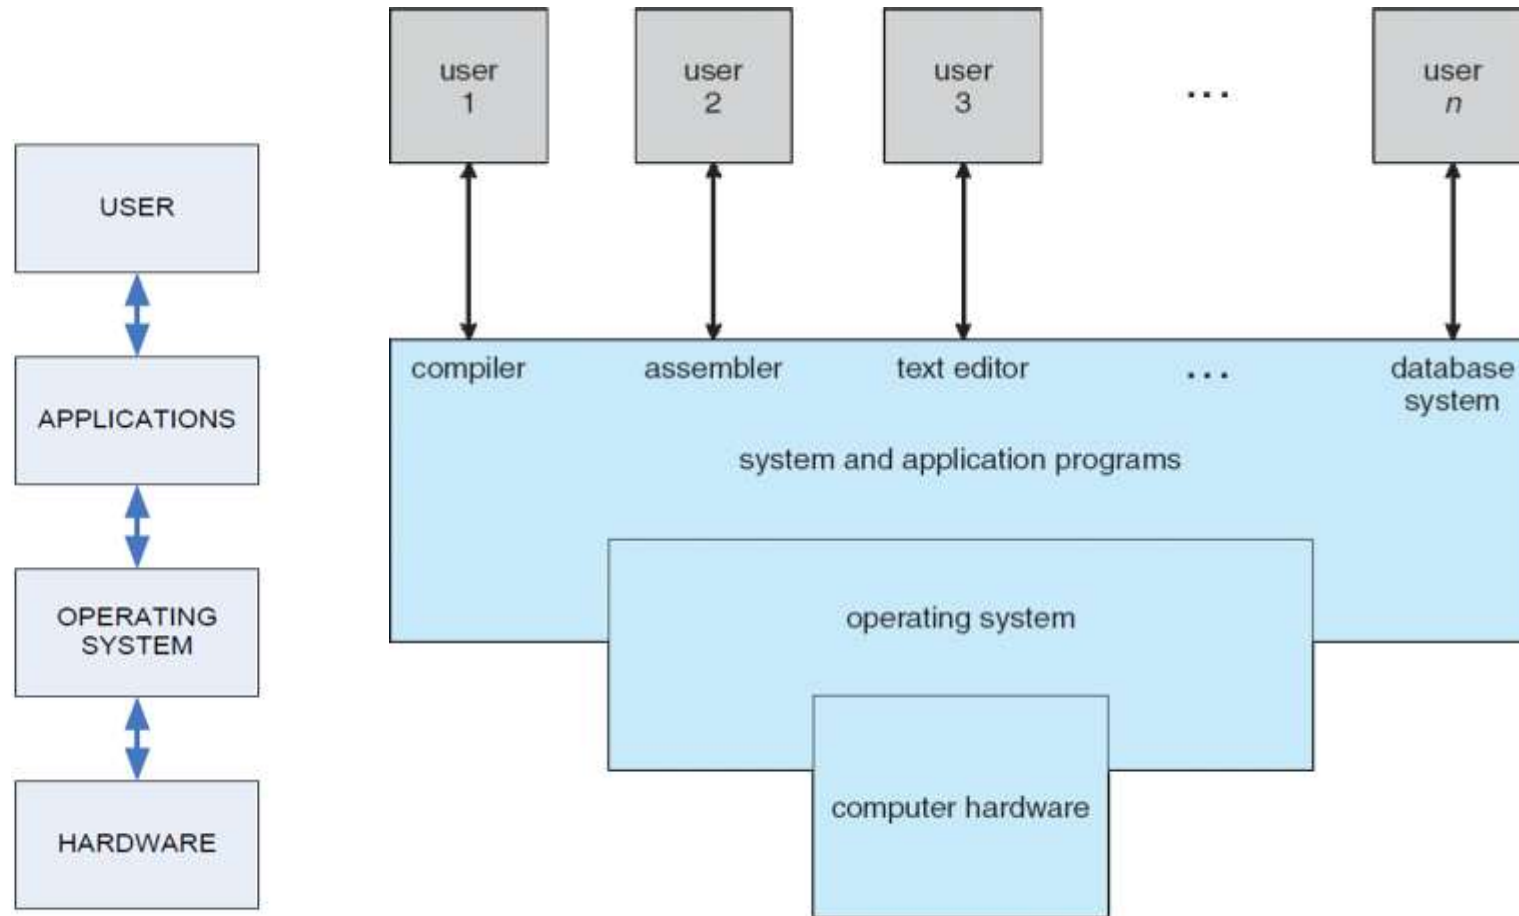 USER
APPLICATIONS
OPERATING
SYSTEM
HARDWARE
user
1
user
2
user
3
...
user
n
compiler
assembler
text editor
...
database
system
system and application programs
operating system
computer hardware